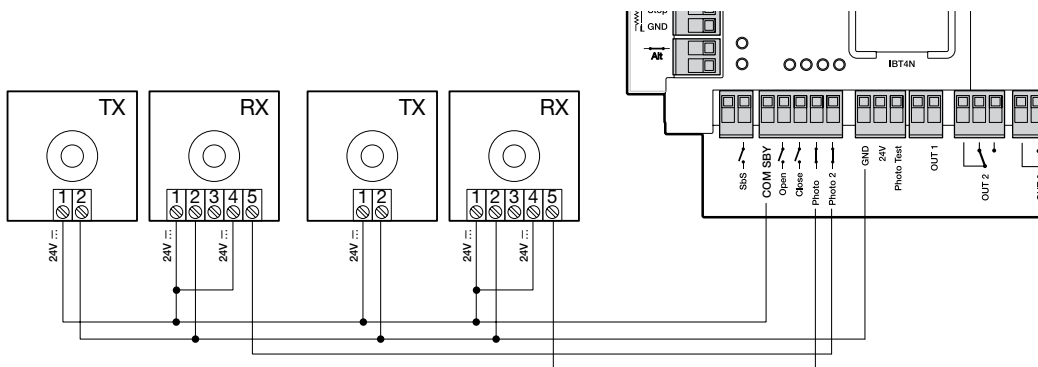 Stop
GND
Alt
IBT4N
TX
RX
TX
RX
1 2
1 2 3 4 5
1 2
1 2 3 4 5
24V
24V
24V
24V
24V
24V
SbS
COM SBY
Open
Close
Photo
Photo 2
GND
24V
Photo Test
OUT 1
OUT 2